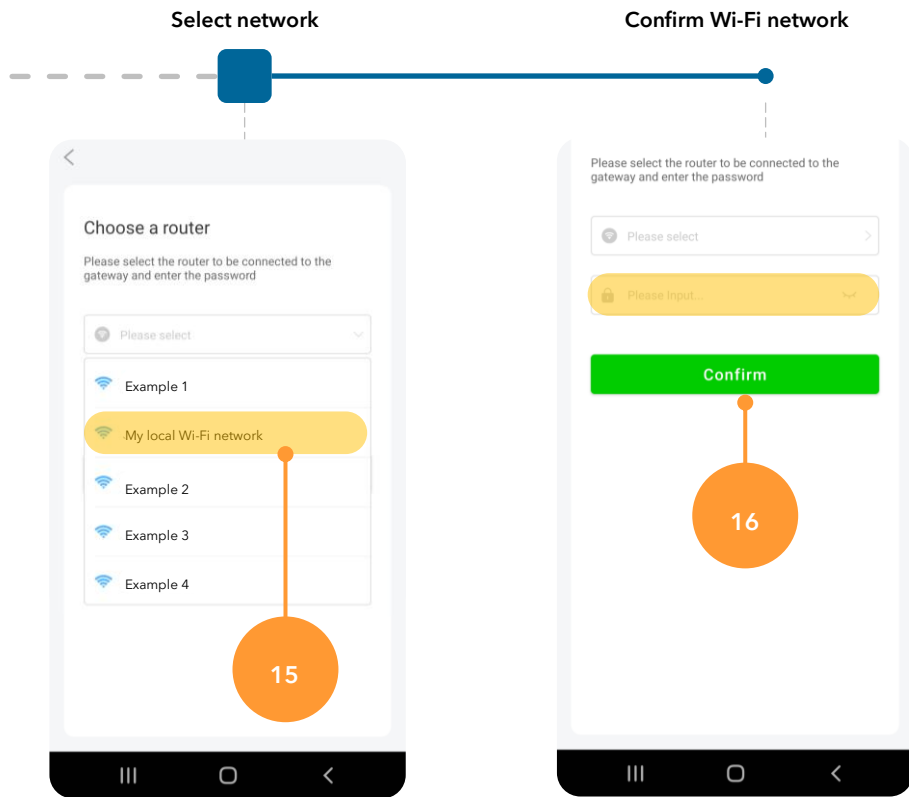 Select network
Confirm Wi-Fi network
Choose a router
Please select the router to be connected to the
gateway and enter the password
Please select
Example 1
My local Wi-Fi network
Example 2
Example 3
Example 4
15
Please select the router to be connected to the
gateway and enter the password
Please select
Please Input...
Confirm
16